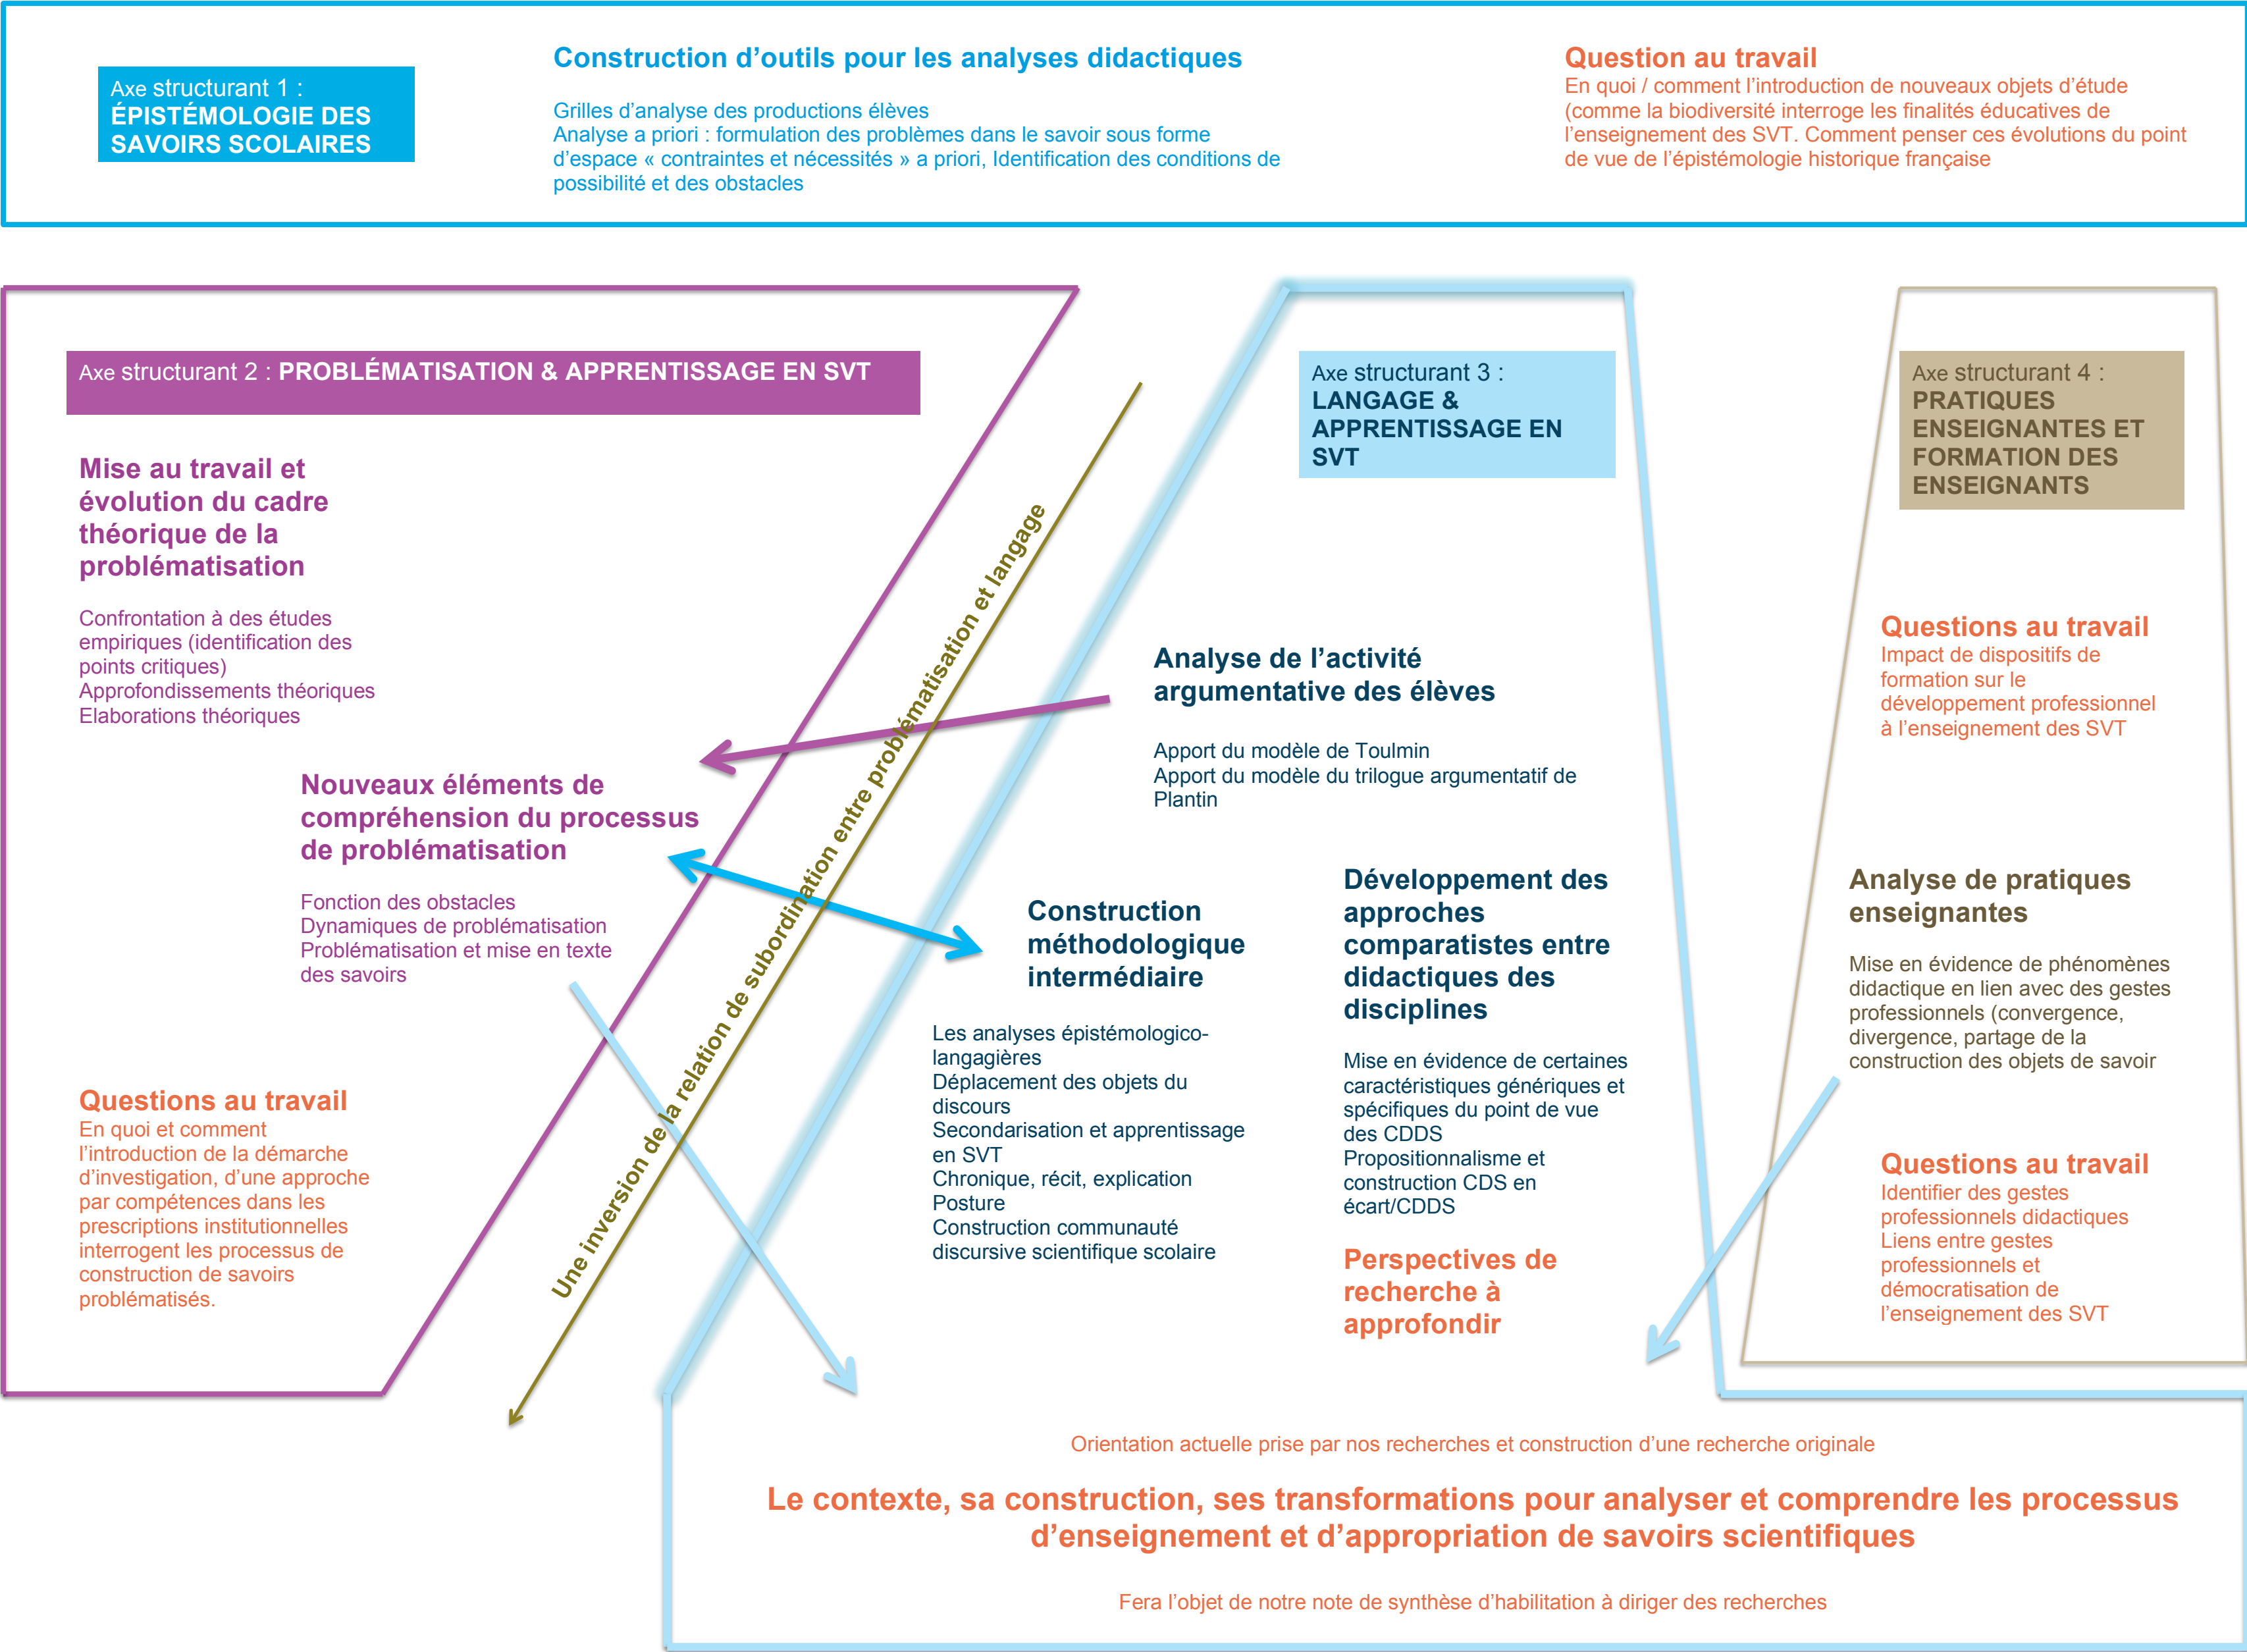 Axe structurant 1 :
ÉPISTÉMOLOGIE DES
SAVOIRS SCOLAIRES
Construction d’outils pour les analyses didactiques
Grilles d’analyse des productions élèves
Analyse a priori : formulation des problèmes dans le savoir sous forme
d’espace « contraintes et nécessités » a priori, Identification des conditions de
possibilité et des obstacles
Question au travail
En quoi / comment l’introduction de nouveaux objets d’étude
(comme la biodiversité interroge les finalités éducatives de
l’enseignement des SVT. Comment penser ces évolutions du point
de vue de l’épistémologie historique française
Axe structurant 2 : PROBLÉMATISATION & APPRENTISSAGE EN SVT
Mise au travail et
évolution du cadre
théorique de la
problématisation
Confrontation à des études
empiriques (identification des
points critiques)
Approfondissements théoriques
Elaborations théoriques
Nouveaux éléments de
compréhension du processus
de problématisation
Fonction des obstacles
Dynamiques de problématisation
Problématisation et mise en texte
des savoirs
Questions au travail
En quoi et comment
l’introduction de la démarche
d’investigation, d’une approche
par compétences dans les
prescriptions institutionnelles
interrogent les processus de
construction de savoirs
problématisés.
Une inversion de la relation de subordination entre problématisation et langage
Axe structurant 3 :
LANGAGE &
APPRENTISSAGE EN
SVT
Analyse de l’activité
argumentative des élèves
Apport du modèle de Toulmin
Apport du modèle du trilogue argumentatif de
Plantin
Construction
méthodologique
intermédiaire
Les analyses épistémologico-
langagières
Déplacement des objets du
discours
Secondarisation et apprentissage
en SVT
Chronique, récit, explication
Posture
Construction communauté
discursive scientifique scolaire
Développement des
approches
comparatistes entre
didactiques des
disciplines
Mise en évidence de certaines
caractéristiques génériques et
spécifiques du point de vue
des CDDS
Propositionnalisme et
construction CDS en
écart/CDDS
Perspectives de
recherche à
approfondir
Axe structurant 4 :
PRATIQUES
ENSEIGNANTES ET
FORMATION DES
ENSEIGNANTS
Questions au travail
Impact de dispositifs de
formation sur le
développement professionnel
à l’enseignement des SVT
Analyse de pratiques
enseignantes
Mise en évidence de phénomènes
didactique en lien avec des gestes
professionnels (convergence,
divergence, partage de la
construction des objets de savoir
Questions au travail
Identifier des gestes
professionnels didactiques
Liens entre gestes
professionnels et
démocratisation de
l’enseignement des SVT
Orientation actuelle prise par nos recherches et construction d’une recherche originale
Le contexte, sa construction, ses transformations pour analyser et comprendre les processus
d’enseignement et d’appropriation de savoirs scientifiques
Fera l’objet de notre note de synthèse d’habilitation à diriger des recherches